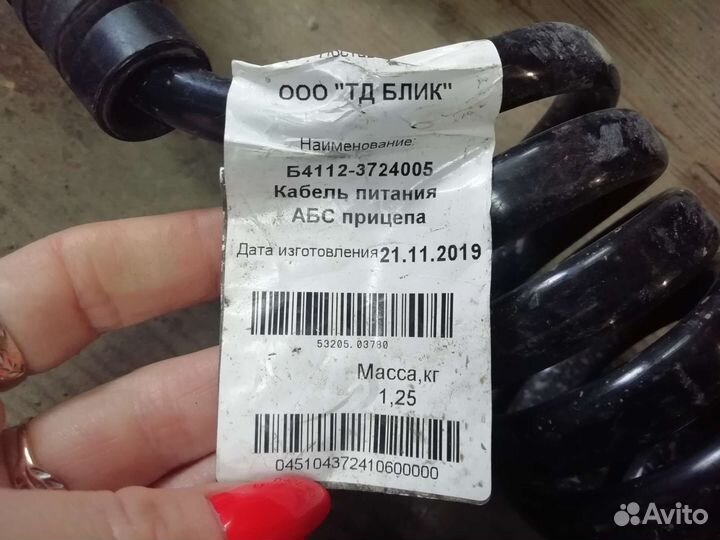 ООО "ТД БЛИК"
Наименование:
Б4112-3724005
Кабель питания
АБС прицепа
Дата изготовления 21.11.2019
53205.03780
Масса,кг
1,25
045104372410600000
Avito